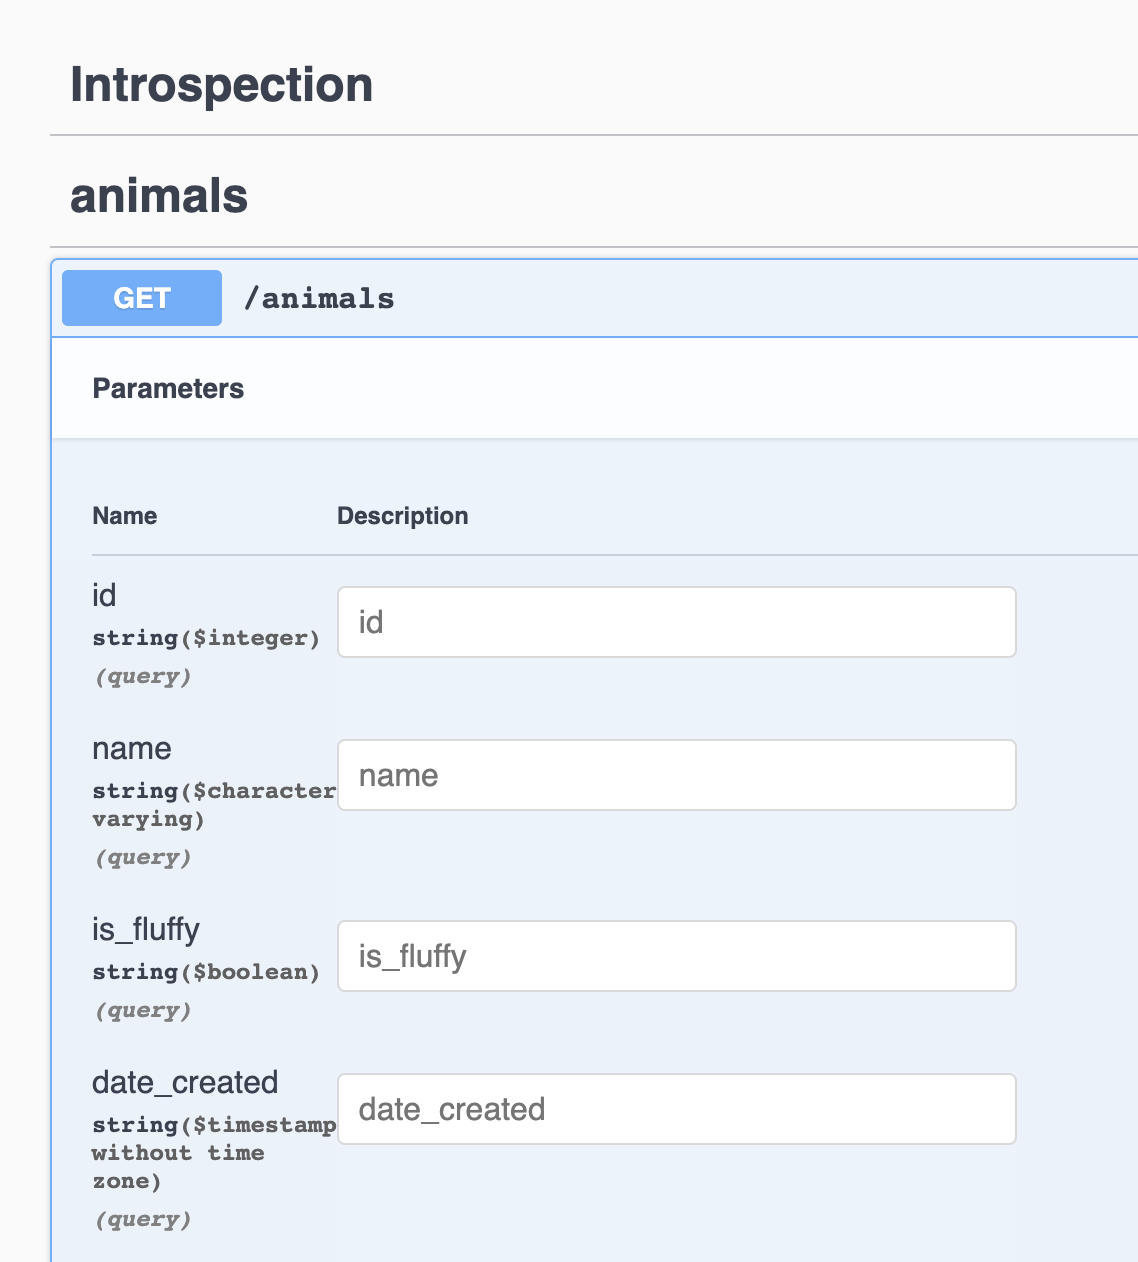 Introspection
animals
GET /animals
Parameters
Name Description
id
id
string($integer)
(query)
name
name
string($character
varying)
(query)
is_fluffy
is_fluffy
string($boolean)
(query)
date_created
date_created
string($timestamp
without time
zone)
(query)